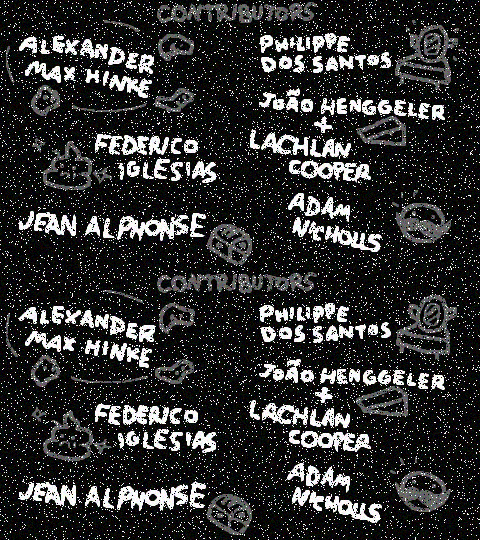 CONTRIBUTORS
ALEXANDER
MAX HINKE
PHILIPPE
DOS SANTOS
JOÃO HENGGELER
+
LACHLAN
COOPER
FEDERICO
IGLESIAS
ADAM
NICHOLLS
JEAN ALPHONSE
CONTRIBUTORS
ALEXANDER
MAX HINKE
PHILIPPE
DOS SANTOS
JOÃO HENGGELER
+
LACHLAN
COOPER
FEDERICO
IGLESIAS
ADAM
NICHOLLS
JEAN ALPHONSE